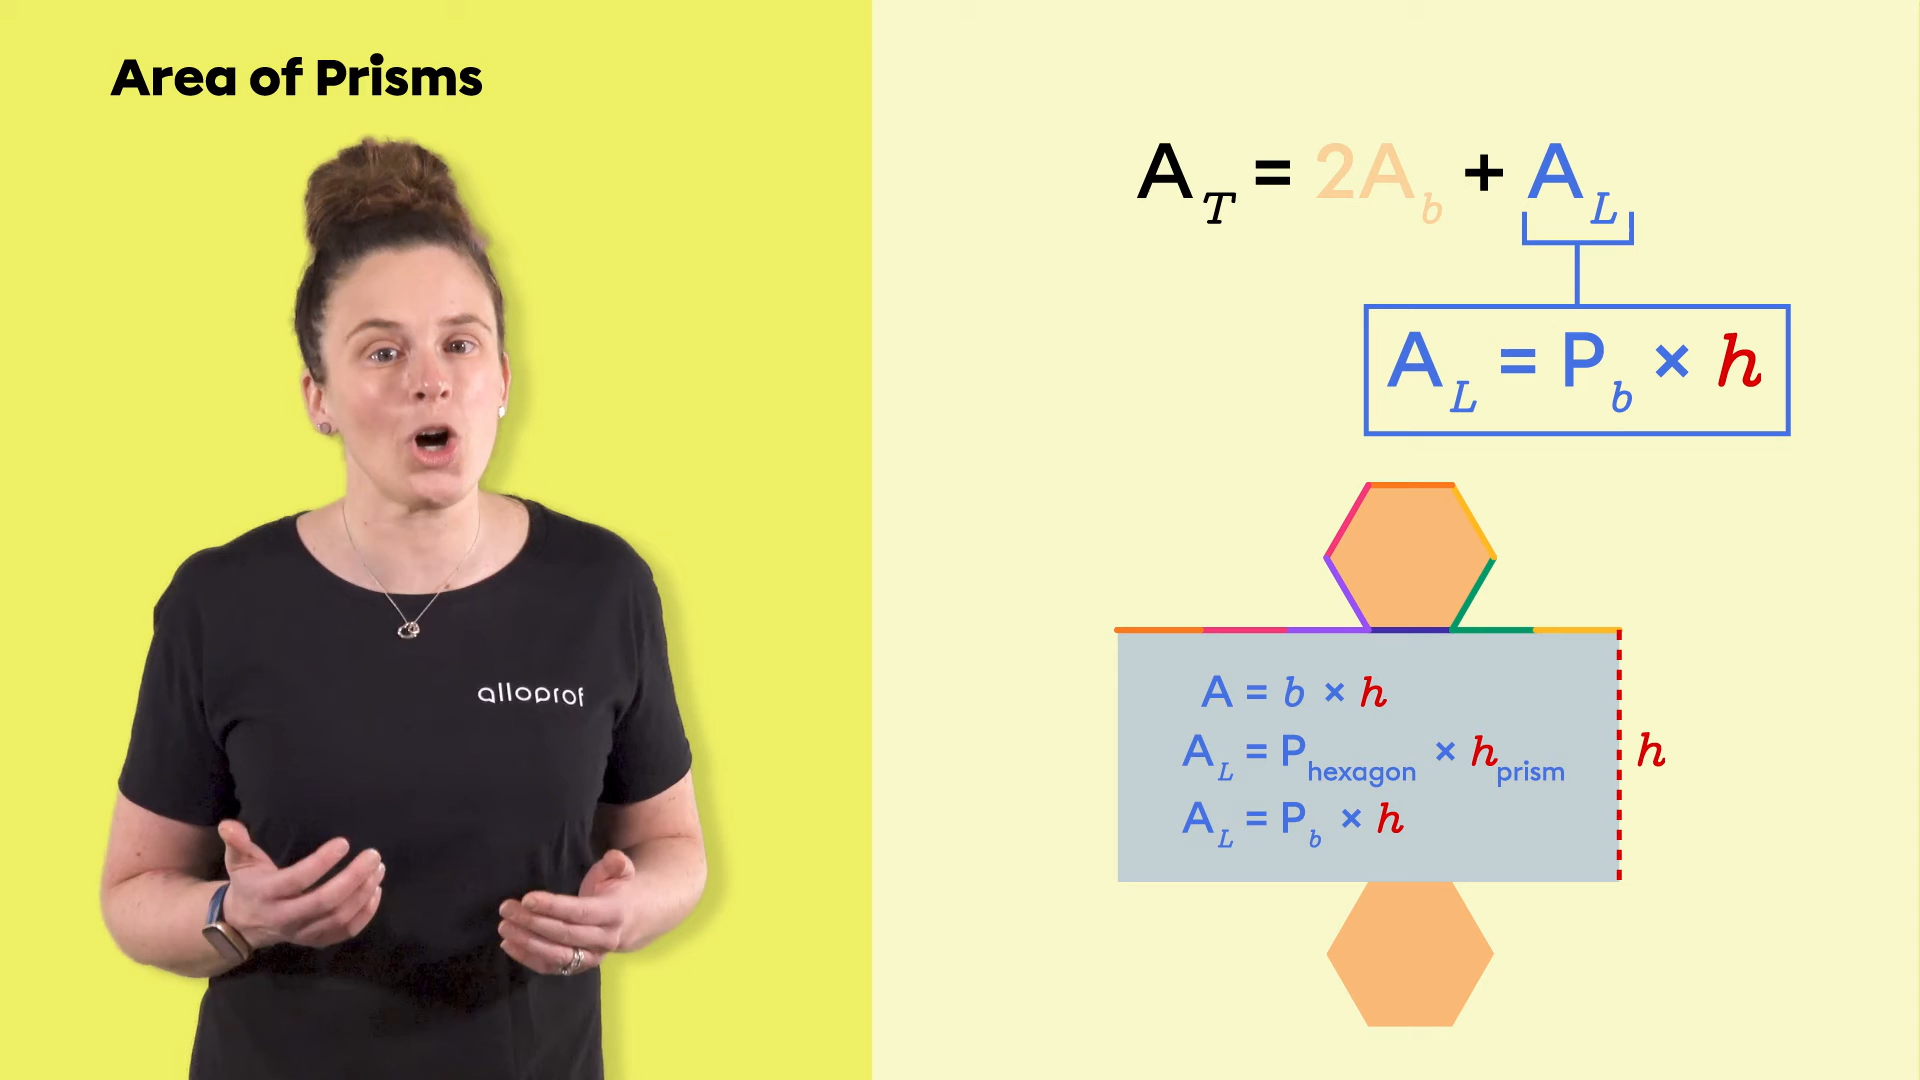 Area of Prisms
alloprof
A_T = 2A_b + A_L
A_L = P_b × h
A = b × h
A_L = P_hexagon × h_prism
h
A_L = P_b × h